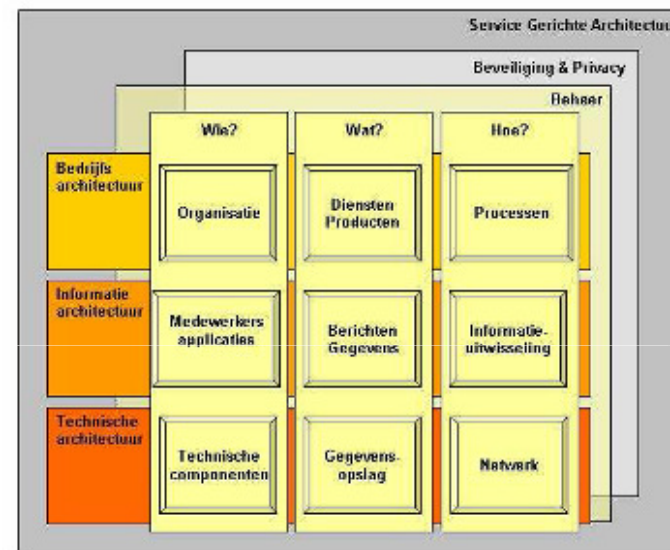 Service Gerichte Architectuu
Beveiliging & Privacy
Beheer
Wie?
Wat?
Hoe?
Bedrijfs
architectuur
Organisatie
Diensten
Producten
Processen
Informatie
architectuur
Medewerkers
applicaties
Berichten
Gegevens
Informatie-
uitwisseling
Technische
architectuur
Technische
componenten
Gegevens-
opslag
Netwerk